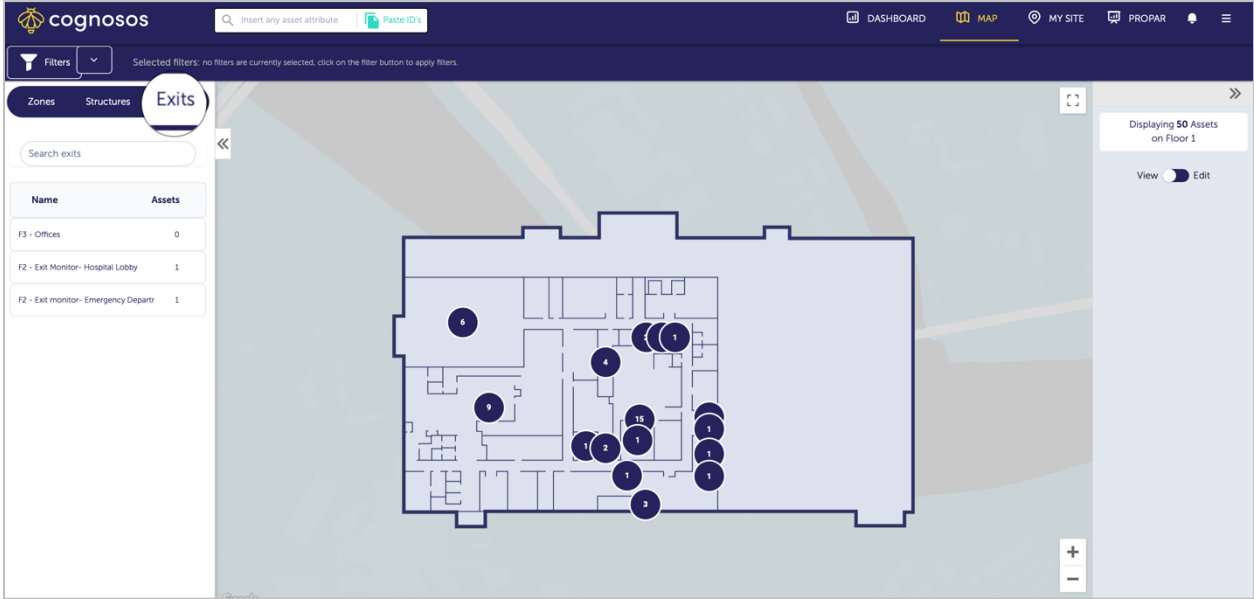 cognosos
Insert any asset attribute
Paste ID's
DASHBOARD
MAP
MY SITE
PROPAR
Filters
Selected filters: no filters are currently selected, click on the filter button to apply filters.
Zones
Structures
Exits
Search exits
Name Assets
F3 - Offices 0
F2 - Exit Monitor- Hospital Lobby 1
F2 - Exit monitor- Emergency Departr 1
Displaying 50 Assets
on Floor 1
View Edit
6
1
4
9
15
1
1
1
2
1
1
1
3